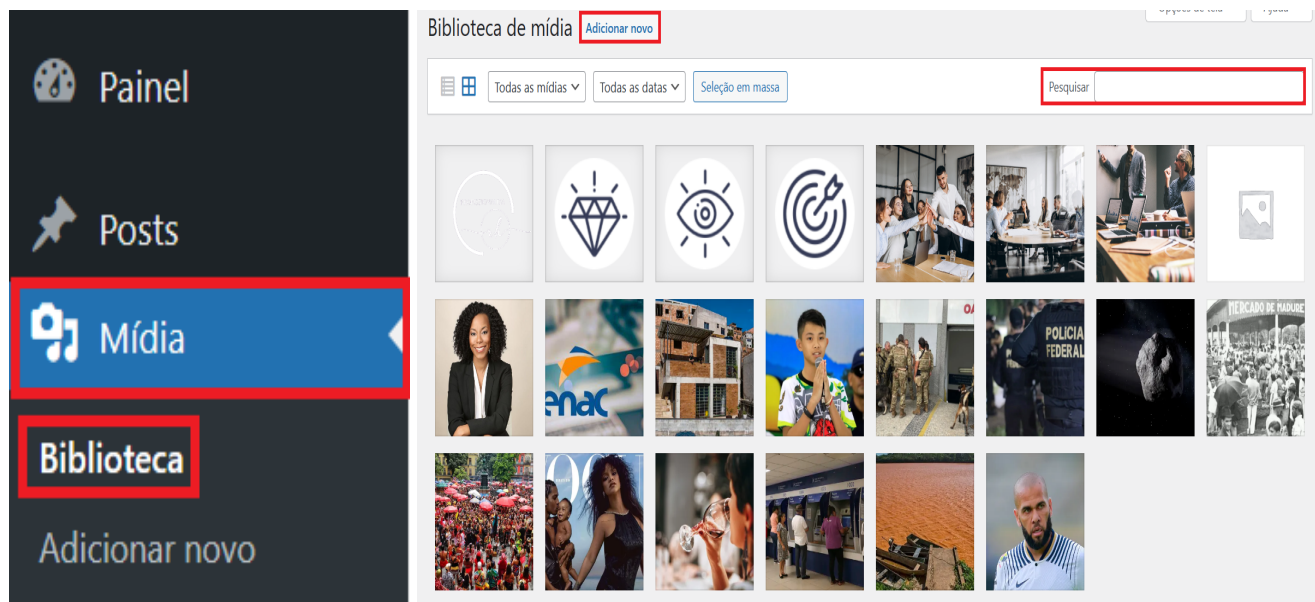 Painel
Posts
Mídia
Biblioteca
Adicionar novo
Biblioteca de mídia Adicionar novo
Todas as mídias Todas as datas Seleção em massa Pesquisar
enac
OA
POLICIA
FEDERAL
MERCADO DE MADURE